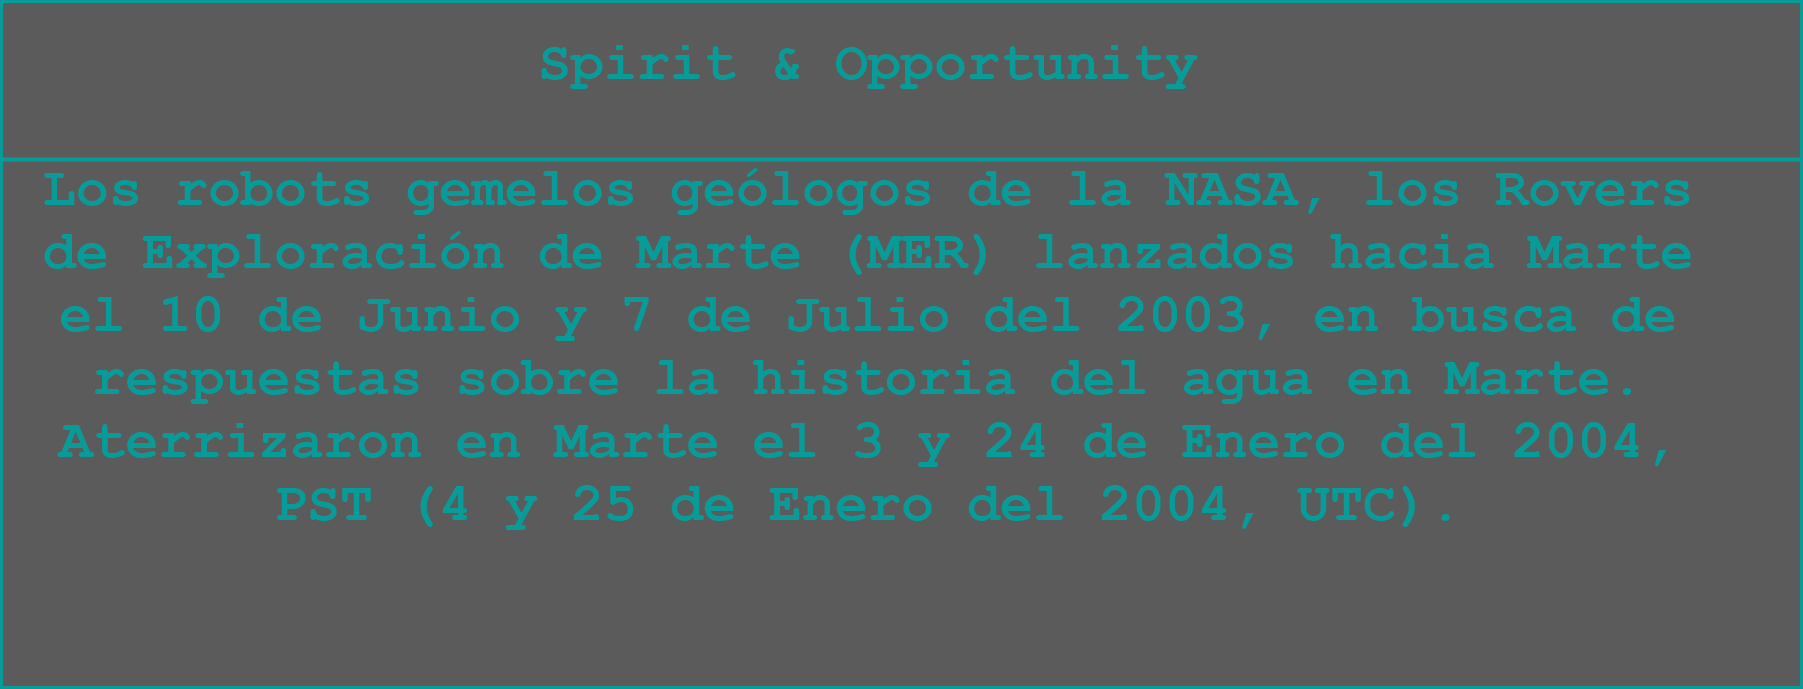 Spirit & Opportunity
Los robots gemelos geólogos de la NASA, los Rovers
de Exploración de Marte (MER) lanzados hacia Marte
el 10 de Junio y 7 de Julio del 2003, en busca de
respuestas sobre la historia del agua en Marte.
Aterrizaron en Marte el 3 y 24 de Enero del 2004,
PST (4 y 25 de Enero del 2004, UTC).